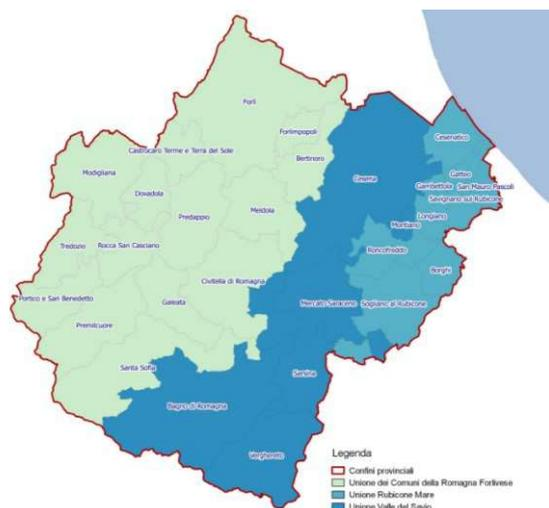 Forlì
Forlimpopoli
Cesenatico
Castrocaro Terme e Terra del Sole
Bertinoro
Modigliana
Gatteo
Cesena
Gambettola
San Mauro Pascoli
Dovadola
Savignano sul Rubicone
Meldola
Longiano
Predappio
Montiano
Tredozio
Rocca San Casciano
Roncofreddo
Borghi
Civitella di Romagna
Portico e San Benedetto
Galeata
Mercato Saraceno
Sogliano al Rubicone
Premilcuore
Santa Sofia
Sarsina
Bagno di Romagna
Verghereto
Legenda
Confini provinciali
Unione dei Comuni della Romagna Forlivese
Unione Rubicone Mare
Unione Valle del Savio